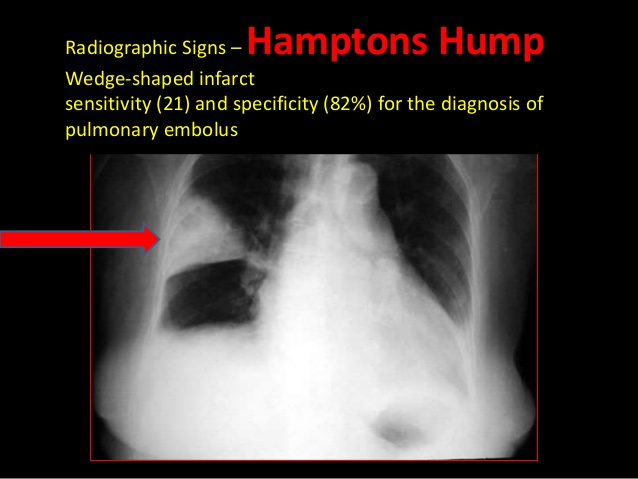 Radiographic Signs – Hamptons Hump
Wedge-shaped infarct
sensitivity (21) and specificity (82%) for the diagnosis of
pulmonary embolus